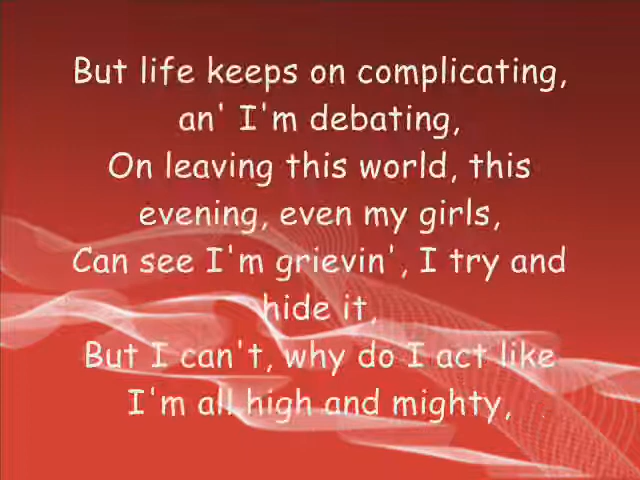 But life keeps on complicating,
an' I'm debating,
On leaving this world, this
evening, even my girls,
Can see I'm grievin', I try and
hide it,
But I can't, why do I act like
I'm all high and mighty,